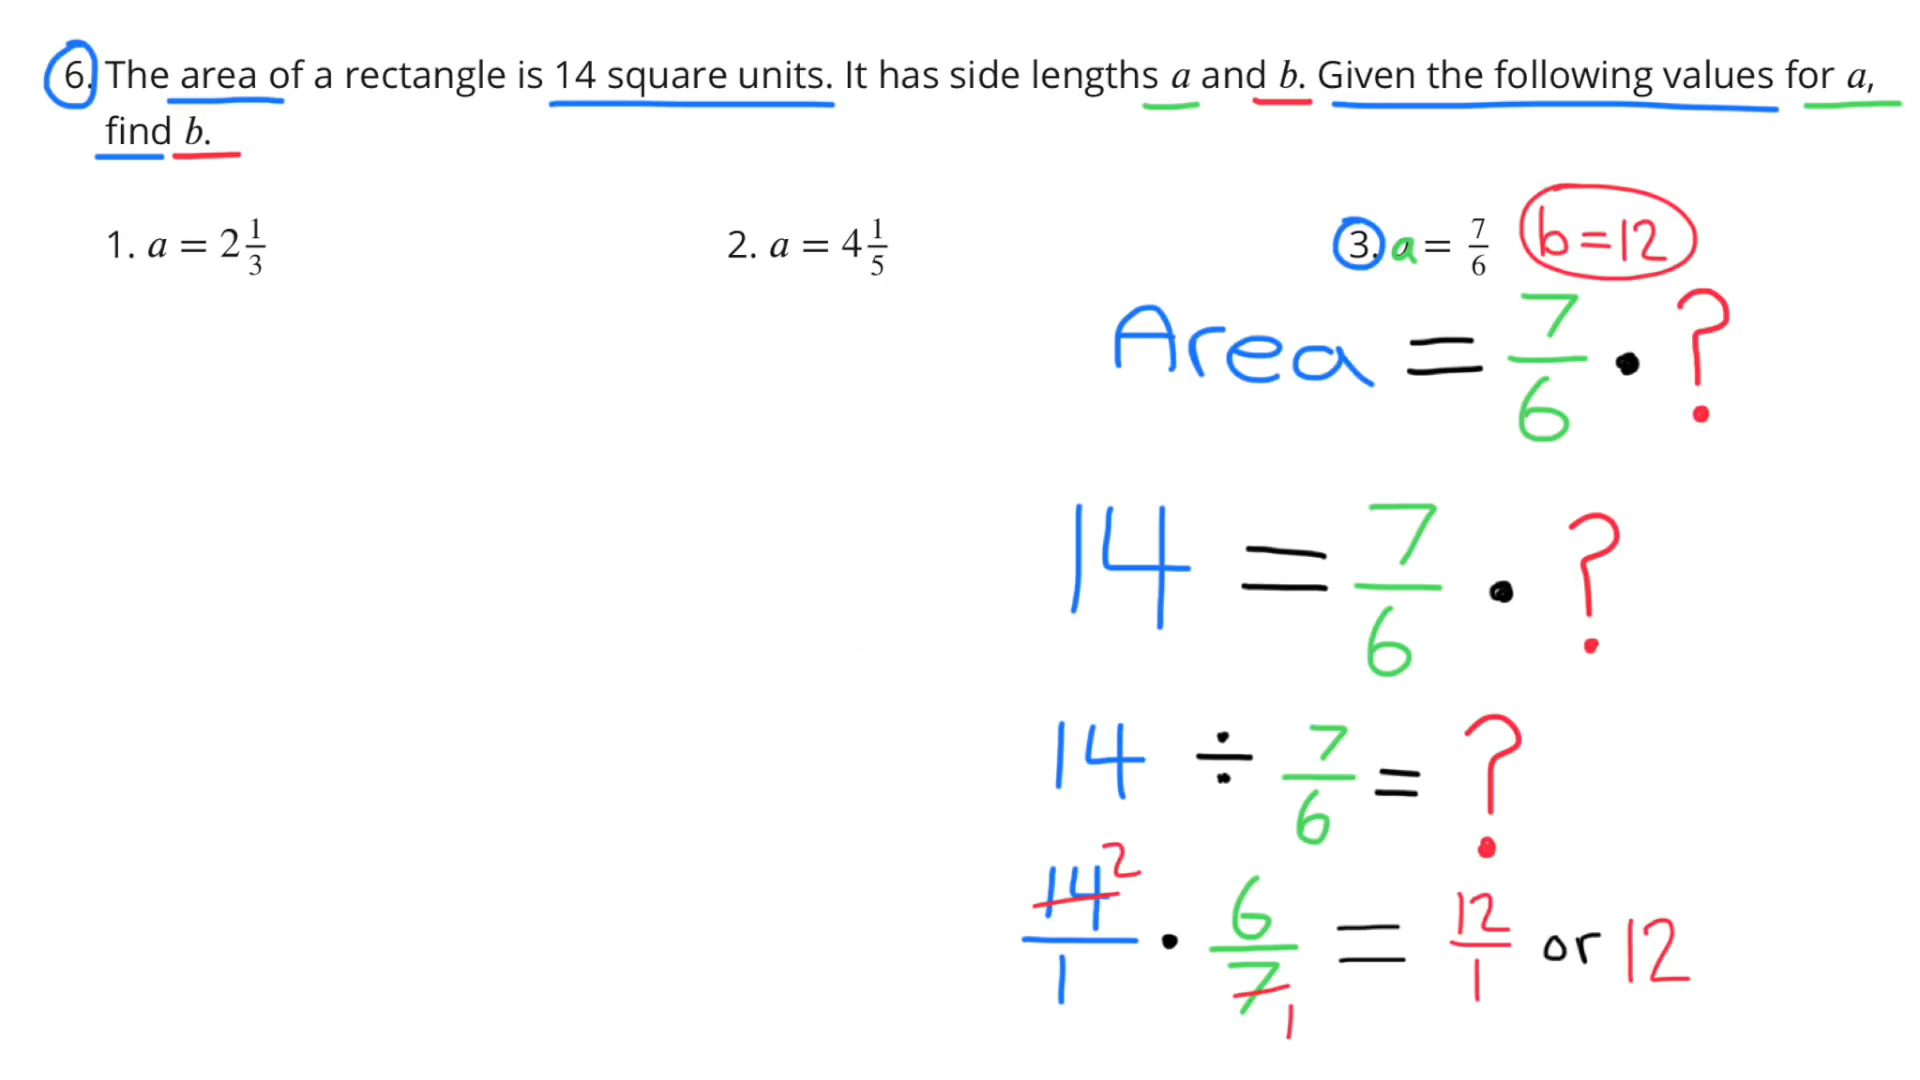 6. The area of a rectangle is 14 square units. It has side lengths a and b. Given the following values for a,
find b.
1. a = 2 1/3
2. a = 4 1/5
3. a = 7/6 b = 12
Area = 7/6 • ?
14 = 7/6 • ?
14 ÷ 7/6 = ?
2
14/1 • 6/7 = 12/1 or 12
1